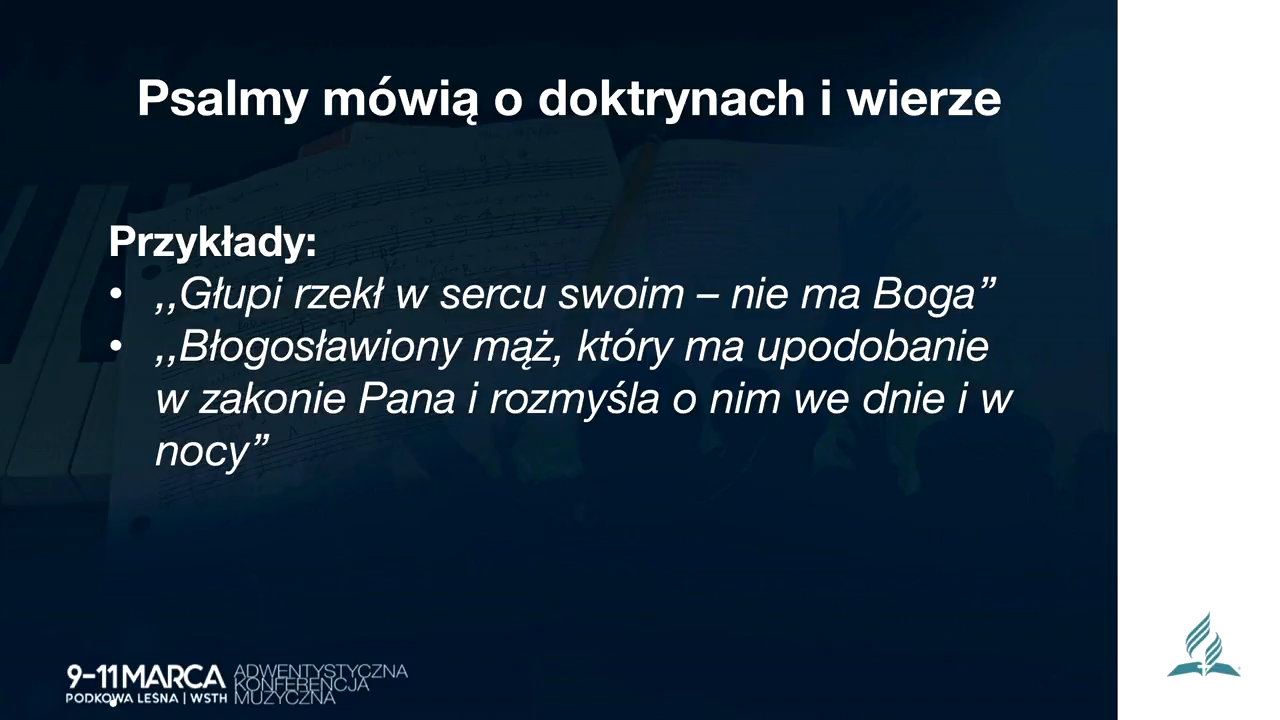 Psalmy mówią o doktrynach i wierze
Przykłady:
• ,,Głupi rzekł w sercu swoim – nie ma Boga”
• ,,Błogosławiony mąż, który ma upodobanie
w zakonie Pana i rozmyśla o nim we dnie i w
nocy”
9-11 MARCA
PODKOWA LEŚNA | WSTH
ADWENTYSTYCZNA
KONFERENCJA
MUZYCZNA